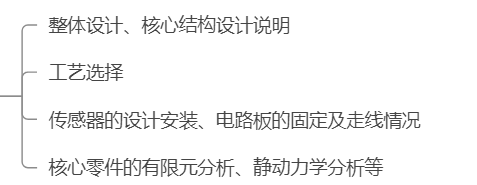 整体设计、核心结构设计说明
工艺选择
传感器的设计安装、电路板的固定及走线情况
核心零件的有限元分析、静动力学分析等